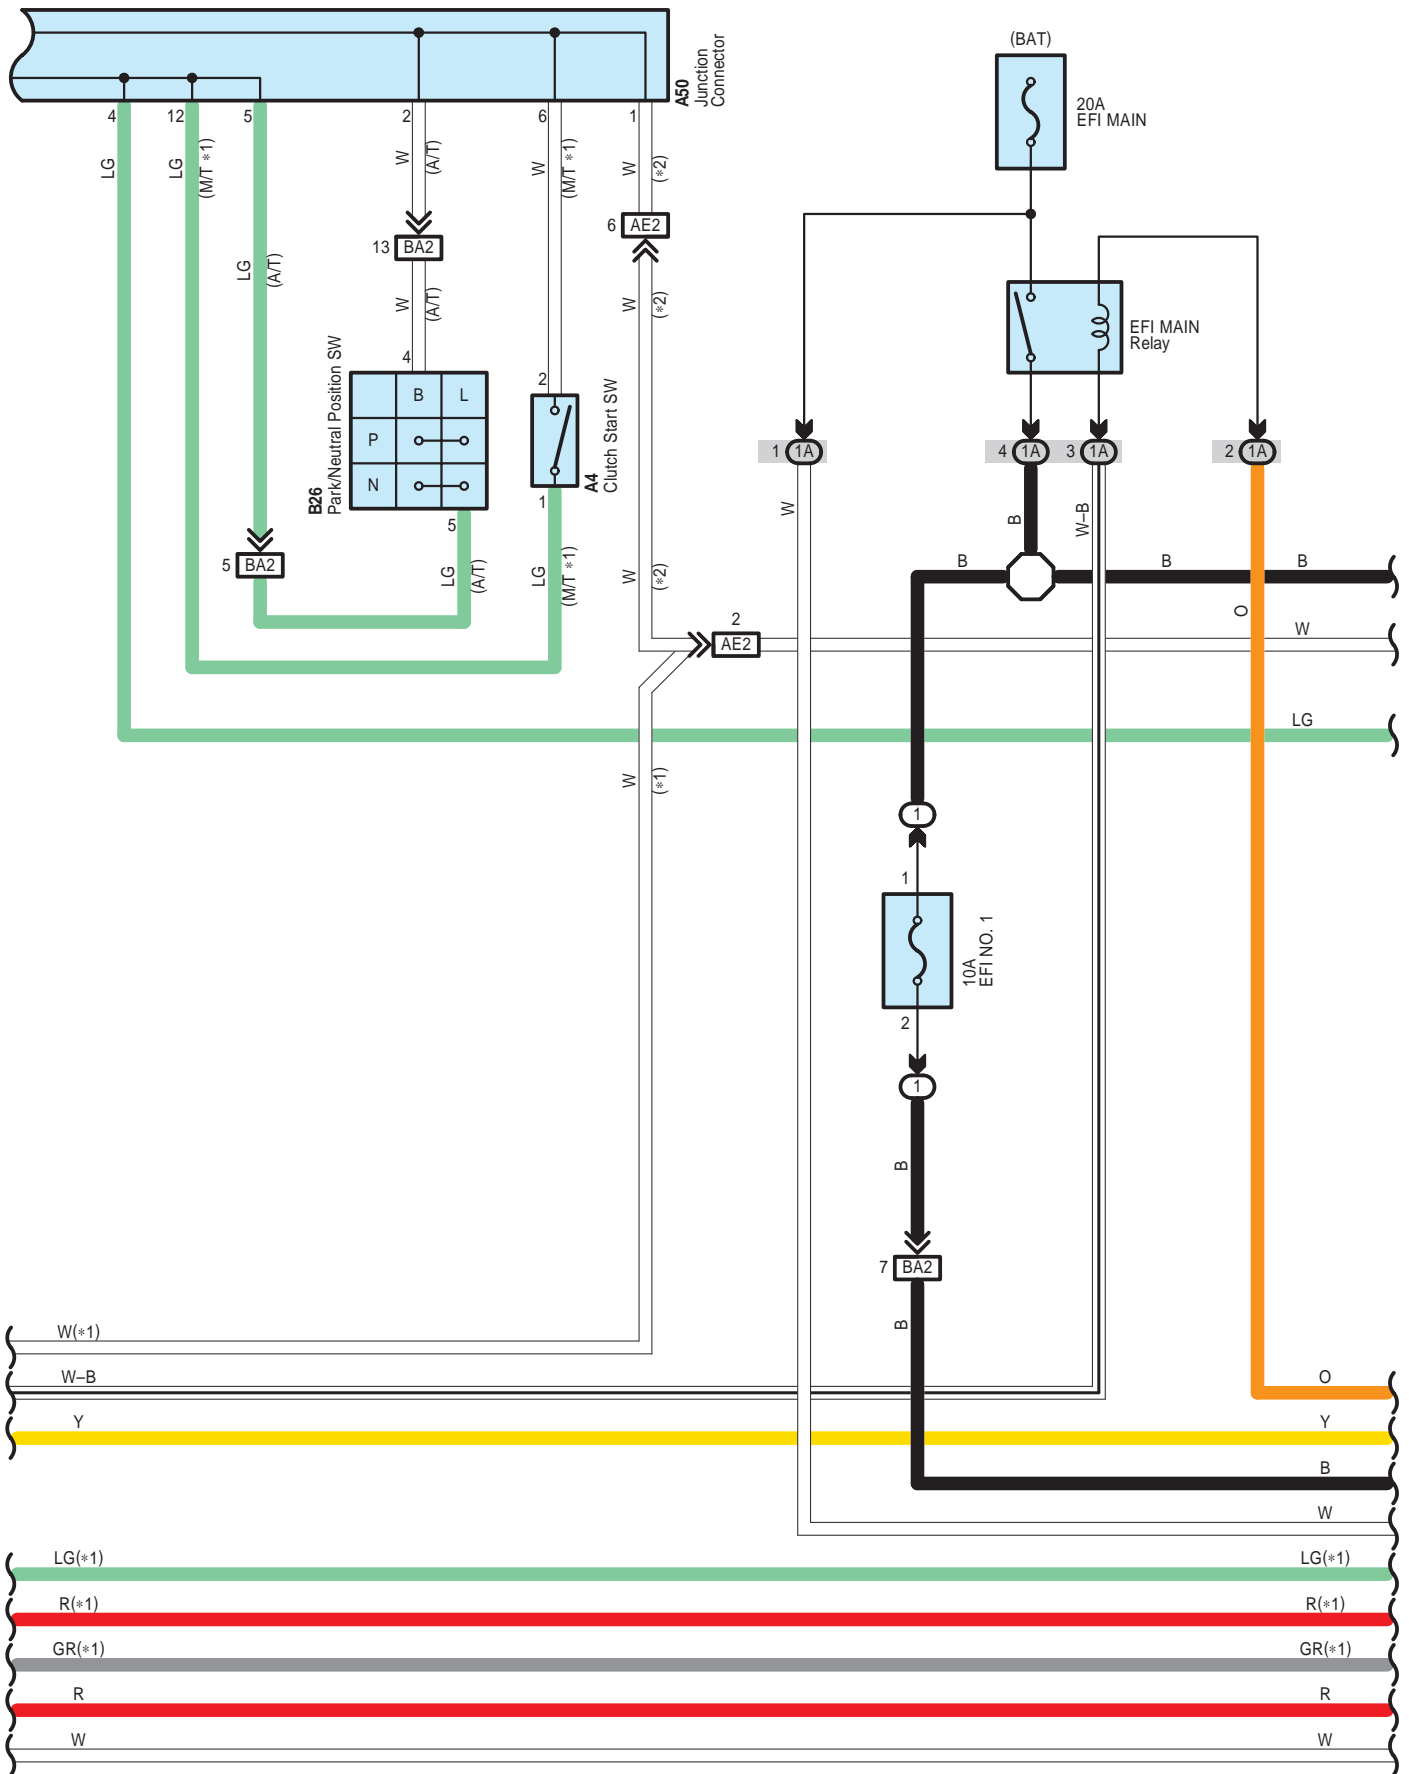 (BAT)
20A
EFI MAIN
A50
Junction
Connector
4
12
5
2
6
1
LG
LG
(M/T *1)
LG
(A/T)
W
(A/T)
W
(M/T *1)
W
(*2)
13 BA2
6 AE2
W
(A/T)
W
(*2)
EFI MAIN
Relay
4
2
B26
Park/Neutral Position SW
B L
P
N
A4
Clutch Start SW
1 1A
4 1A
3 1A
2 1A
5
1
W
B
W–B
5 BA2
LG
(A/T)
LG
(M/T *1)
W
(*2)
B
B
B
O
2
AE2
W
LG
W
(*1)
1
1
10A
EFI NO. 1
2
1
B
7 BA2
B
W(*1)
W–B
O
Y
Y
B
W
LG(*1)
LG(*1)
R(*1)
R(*1)
GR(*1)
GR(*1)
R
R
W
W